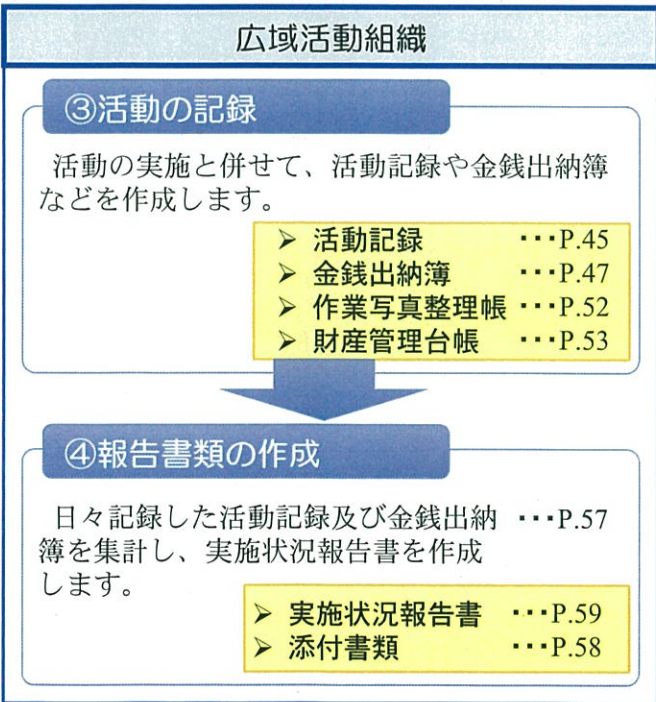 広域活動組織
③活動の記録
活動の実施と併せて、活動記録や金銭出納簿
などを作成します。
➢ 活動記録 ･･･P.45
➢ 金銭出納簿 ･･･P.47
➢ 作業写真整理帳 ･･･P.52
➢ 財産管理台帳 ･･･P.53
④報告書類の作成
日々記録した活動記録及び金銭出納 ･･･P.57
簿を集計し、実施状況報告書を作成
します。
➢ 実施状況報告書 ･･･P.59
➢ 添付書類 ･･･P.58